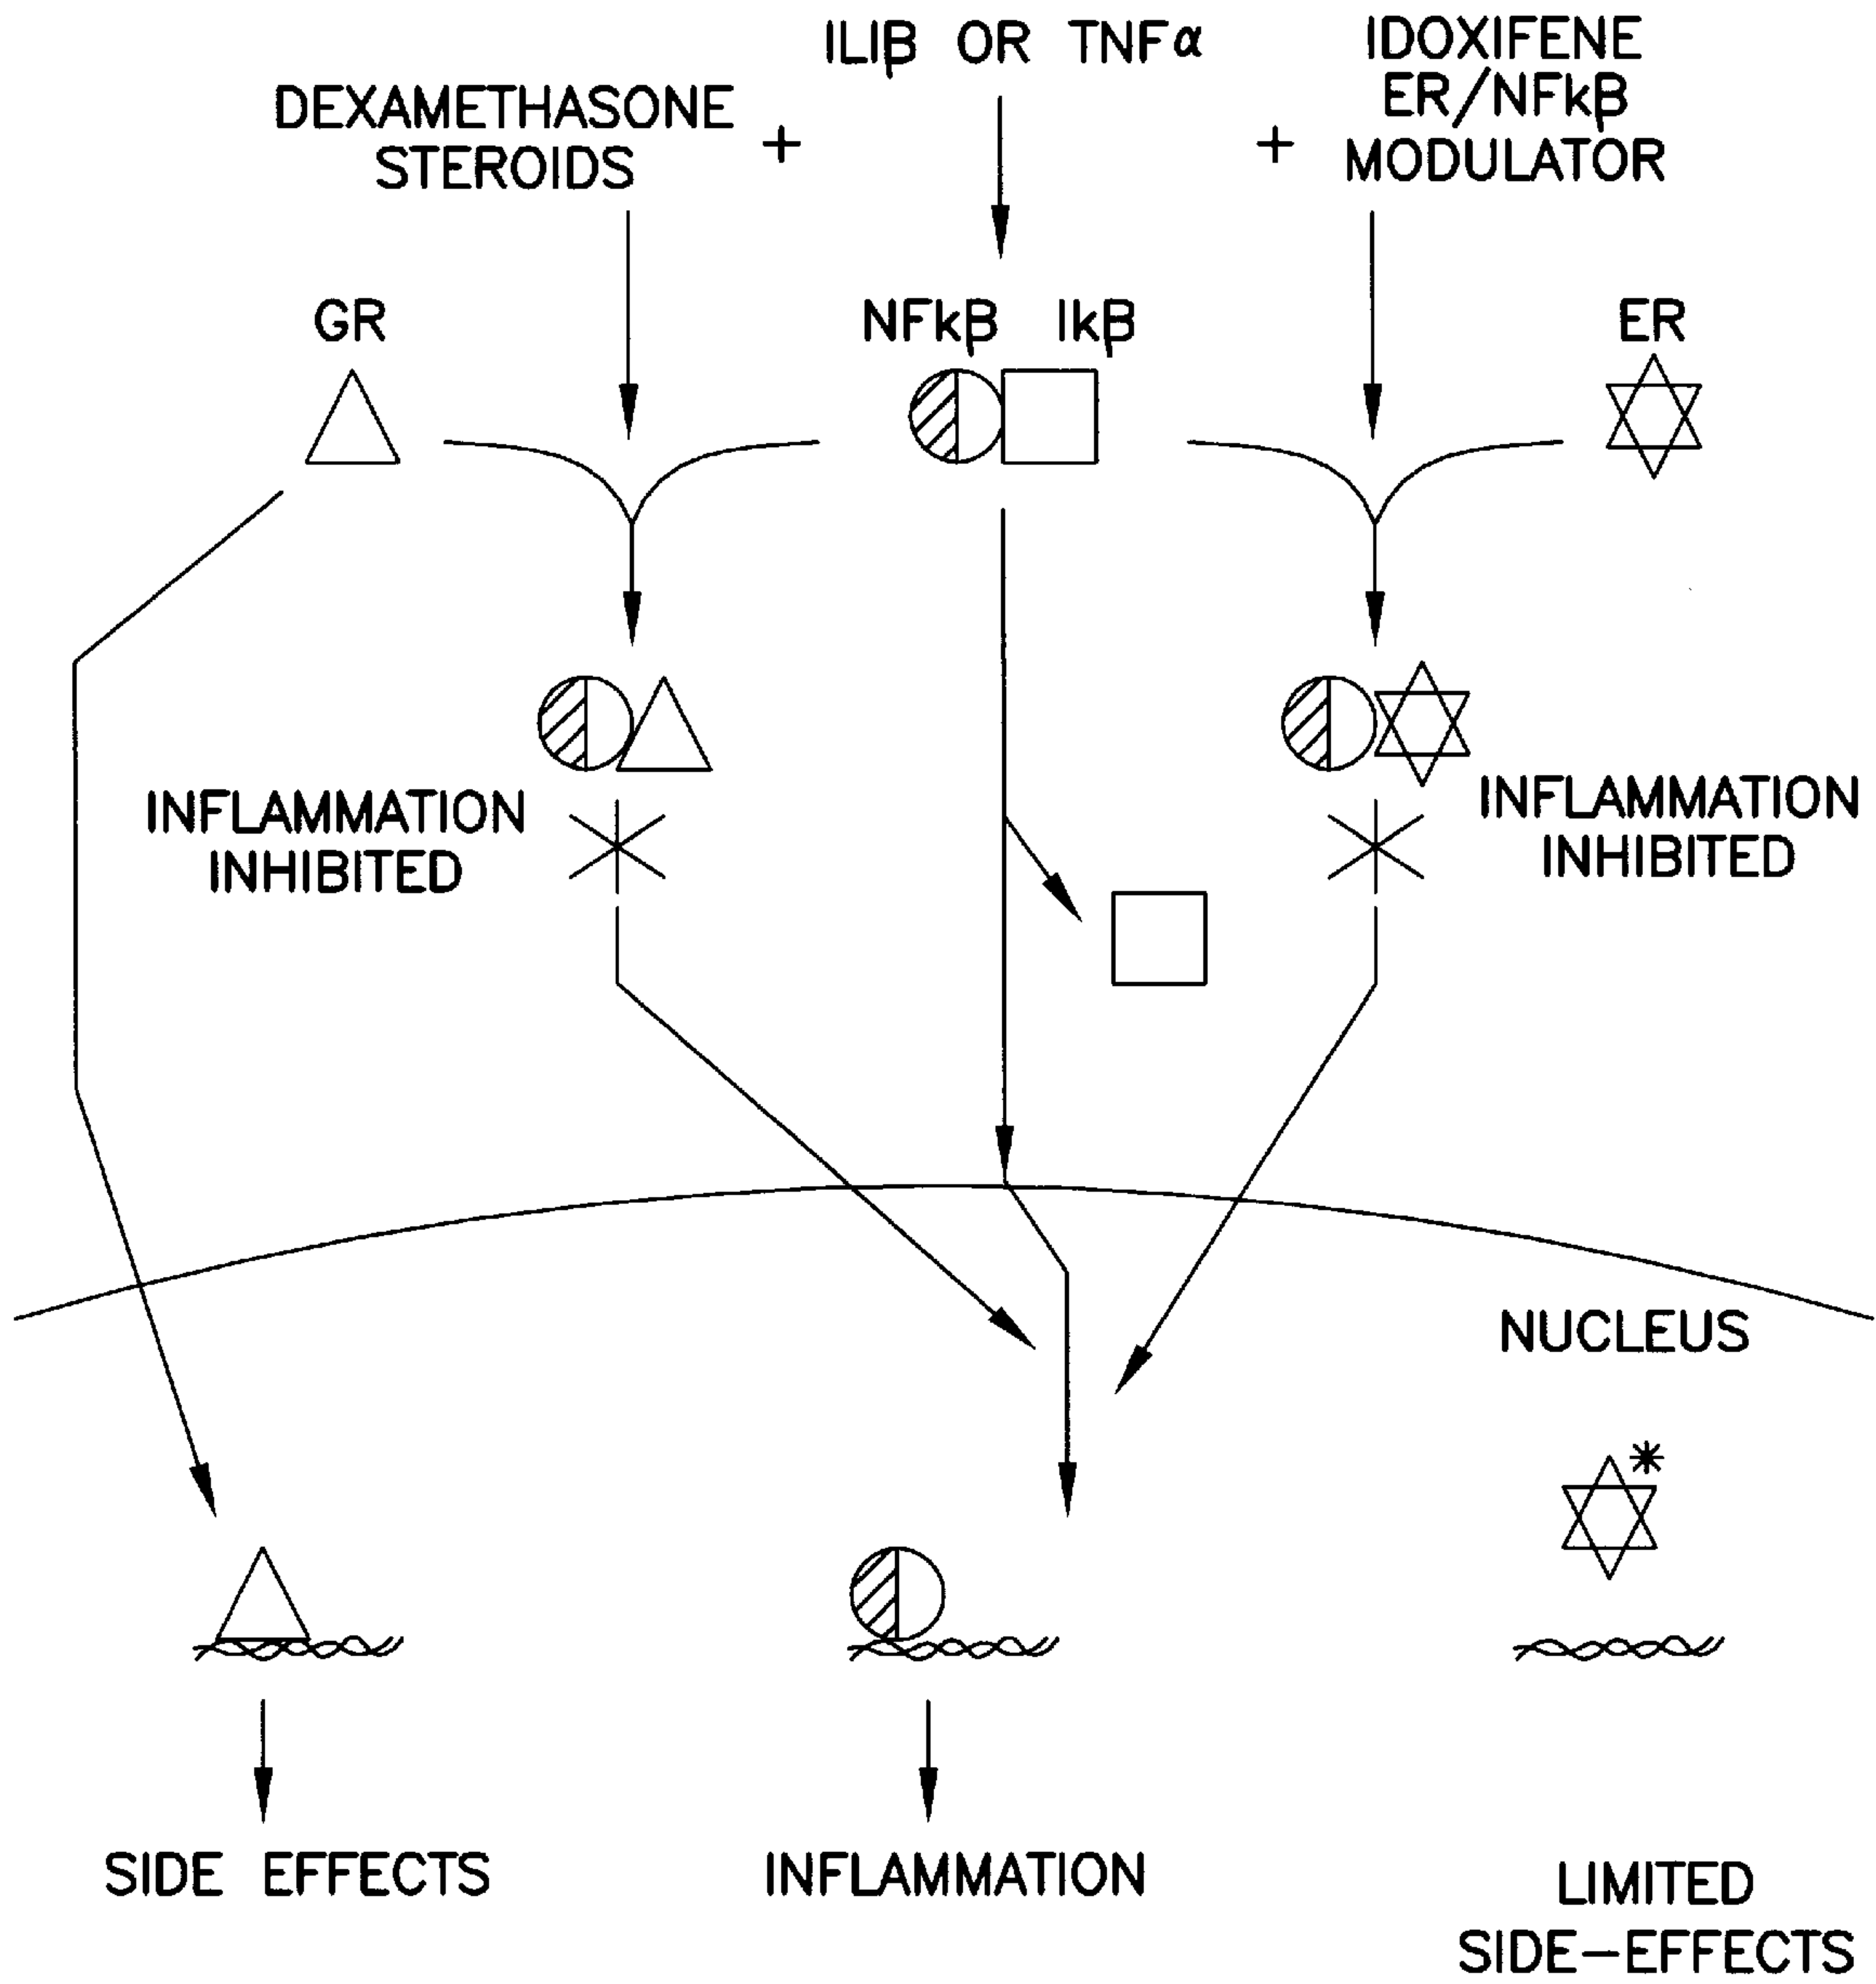 ILIβ OR TNFα
DEXAMETHASONE
STEROIDS
+
+
IDOXIFENE
ER/NFkβ
MODULATOR
GR
NFkβ Ikβ
ER
INFLAMMATION
INHIBITED
INFLAMMATION
INHIBITED
NUCLEUS
*
SIDE EFFECTS
INFLAMMATION
LIMITED
SIDE-EFFECTS